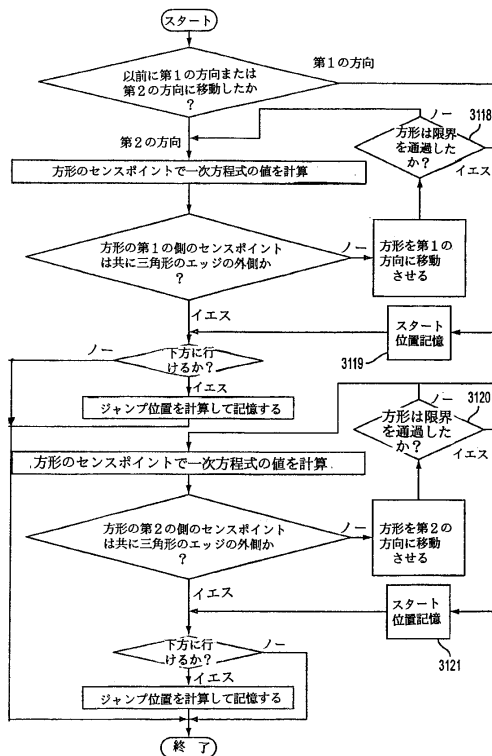 スタート
第1の方向
以前に第1の方向または
第2の方向に移動したか
？
ノー
3118
第2の方向
方形は限界
を通過した
か？
イエス
方形のセンスポイントで一次方程式の値を計算
方形の第1の側のセンスポイント
は共に三角形のエッジの外側か
？
ノー
方形を第1の
方向に移動
させる
イエス
スタート
位置記憶
3119
ノー
下方に行
けるか？
イエス
ノー
3120
ジャンプ位置を計算して記憶する
方形は限界
を通過した
か？
イエス
方形のセンスポイントで一次方程式の値を計算
方形の第2の側のセンスポイント
は共に三角形のエッジの外側か
？
ノー
方形を第2の
方向に移動
させる
イエス
スタート
位置記憶
3121
下方に行
けるか？
ノー
イエス
ジャンプ位置を計算して記憶する
終了